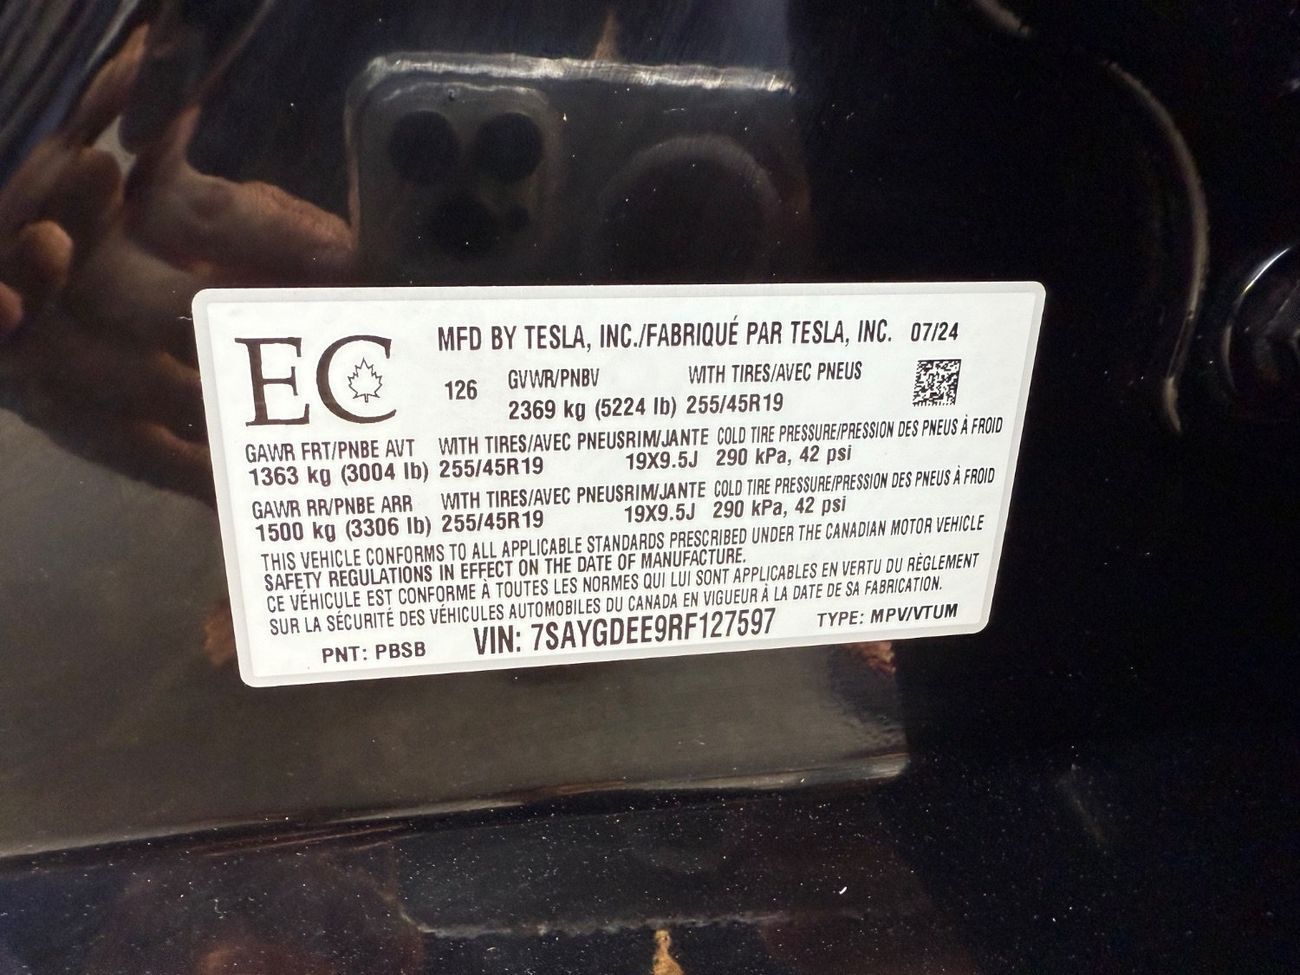 EC
MFD BY TESLA, INC./FABRIQUÉ PAR TESLA, INC. 07/24
126 GVWR/PNBV WITH TIRES/AVEC PNEUS
2369 kg (5224 lb) 255/45R19
GAWR FRT/PNBE AVT WITH TIRES/AVEC PNEUS RIM/JANTE COLD TIRE PRESSURE/PRESSION DES PNEUS À FROID
1363 kg (3004 lb) 255/45R19 19X9.5J 290 kPa, 42 psi
GAWR RR/PNBE ARR WITH TIRES/AVEC PNEUS RIM/JANTE COLD TIRE PRESSURE/PRESSION DES PNEUS À FROID
1500 kg (3306 lb) 255/45R19 19X9.5J 290 kPa, 42 psi
THIS VEHICLE CONFORMS TO ALL APPLICABLE STANDARDS PRESCRIBED UNDER THE CANADIAN MOTOR VEHICLE
SAFETY REGULATIONS IN EFFECT ON THE DATE OF MANUFACTURE.
CE VÉHICULE EST CONFORME À TOUTES LES NORMES QUI LUI SONT APPLICABLES EN VERTU DU RÈGLEMENT
SUR LA SÉCURITÉ DES VÉHICULES AUTOMOBILES DU CANADA EN VIGUEUR À LA DATE DE SA FABRICATION.
PNT: PBSB VIN: 7SAYGDEE9RF127597 TYPE: MPV/VTUM